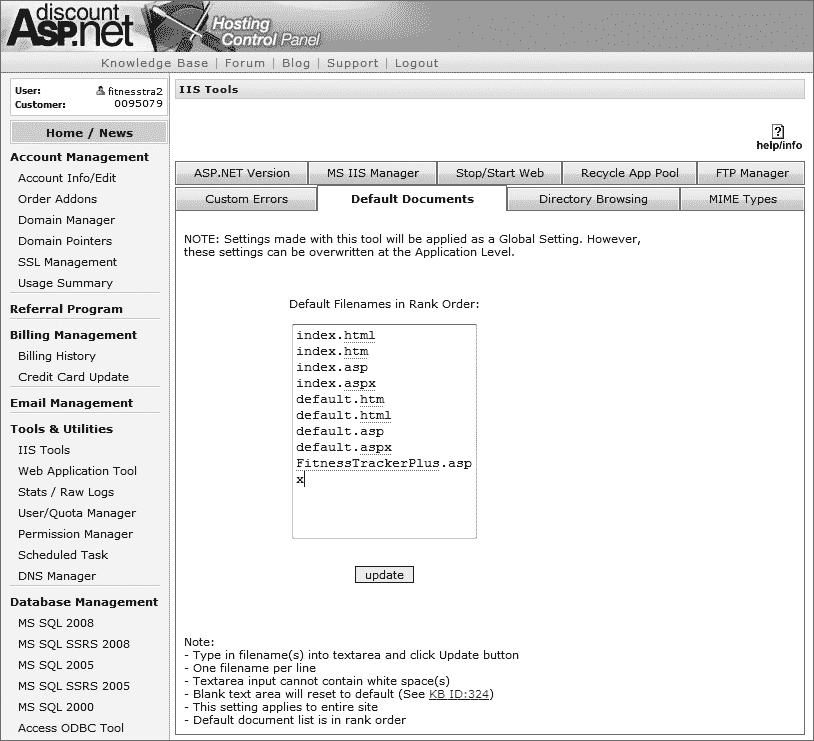 discount
ASP.net
Hosting
Control Panel
Knowledge Base | Forum | Blog | Support | Logout
User: fitnesstra2
Customer: 0095079
Home / News
Account Management
Account Info/Edit
Order Addons
Domain Manager
Domain Pointers
SSL Management
Usage Summary
Referral Program
Billing Management
Billing History
Credit Card Update
Email Management
Tools & Utilities
IIS Tools
Web Application Tool
Stats / Raw Logs
User/Quota Manager
Permission Manager
Scheduled Task
DNS Manager
Database Management
MS SQL 2008
MS SQL SSRS 2008
MS SQL 2005
MS SQL SSRS 2005
MS SQL 2000
Access ODBC Tool
IIS Tools
?
help/info
ASP.NET Version MS IIS Manager Stop/Start Web Recycle App Pool FTP Manager
Custom Errors Default Documents Directory Browsing MIME Types
NOTE: Settings made with this tool will be applied as a Global Setting. However,
these settings can be overwritten at the Application Level.
Default Filenames in Rank Order:
index.html
index.htm
index.asp
index.aspx
default.htm
default.html
default.asp
default.aspx
FitnessTrackerPlus.asp
x
update
Note:
- Type in filename(s) into textarea and click Update button
- One filename per line
- Textarea input cannot contain white space(s)
- Blank text area will reset to default (See KB ID:324)
- This setting applies to entire site
- Default document list is in rank order